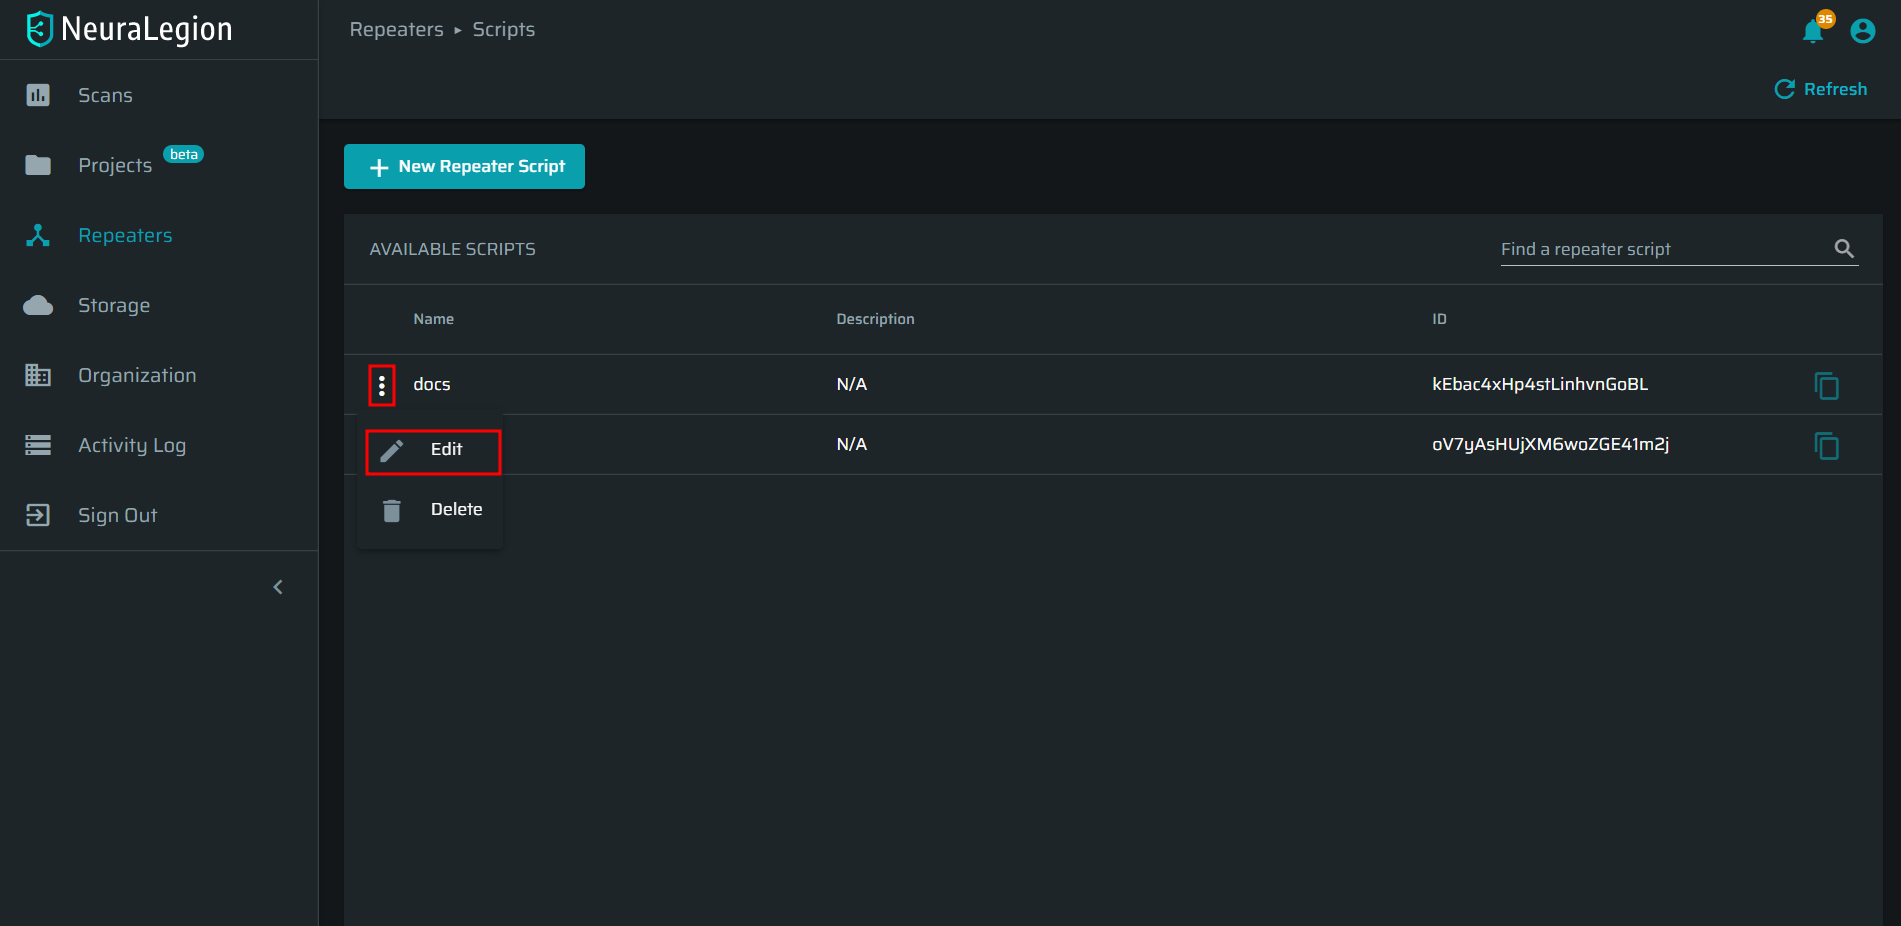 NeuraLegion
Repeaters ▸ Scripts
35
Refresh
Scans
Projects beta
Repeaters
Storage
Organization
Activity Log
Sign Out
New Repeater Script
AVAILABLE SCRIPTS
Find a repeater script
Name Description ID
docs N/A kEbac4xHp4stLinhvnGoBL
N/A oV7yAsHUjXM6woZGE41m2j
Edit
Delete